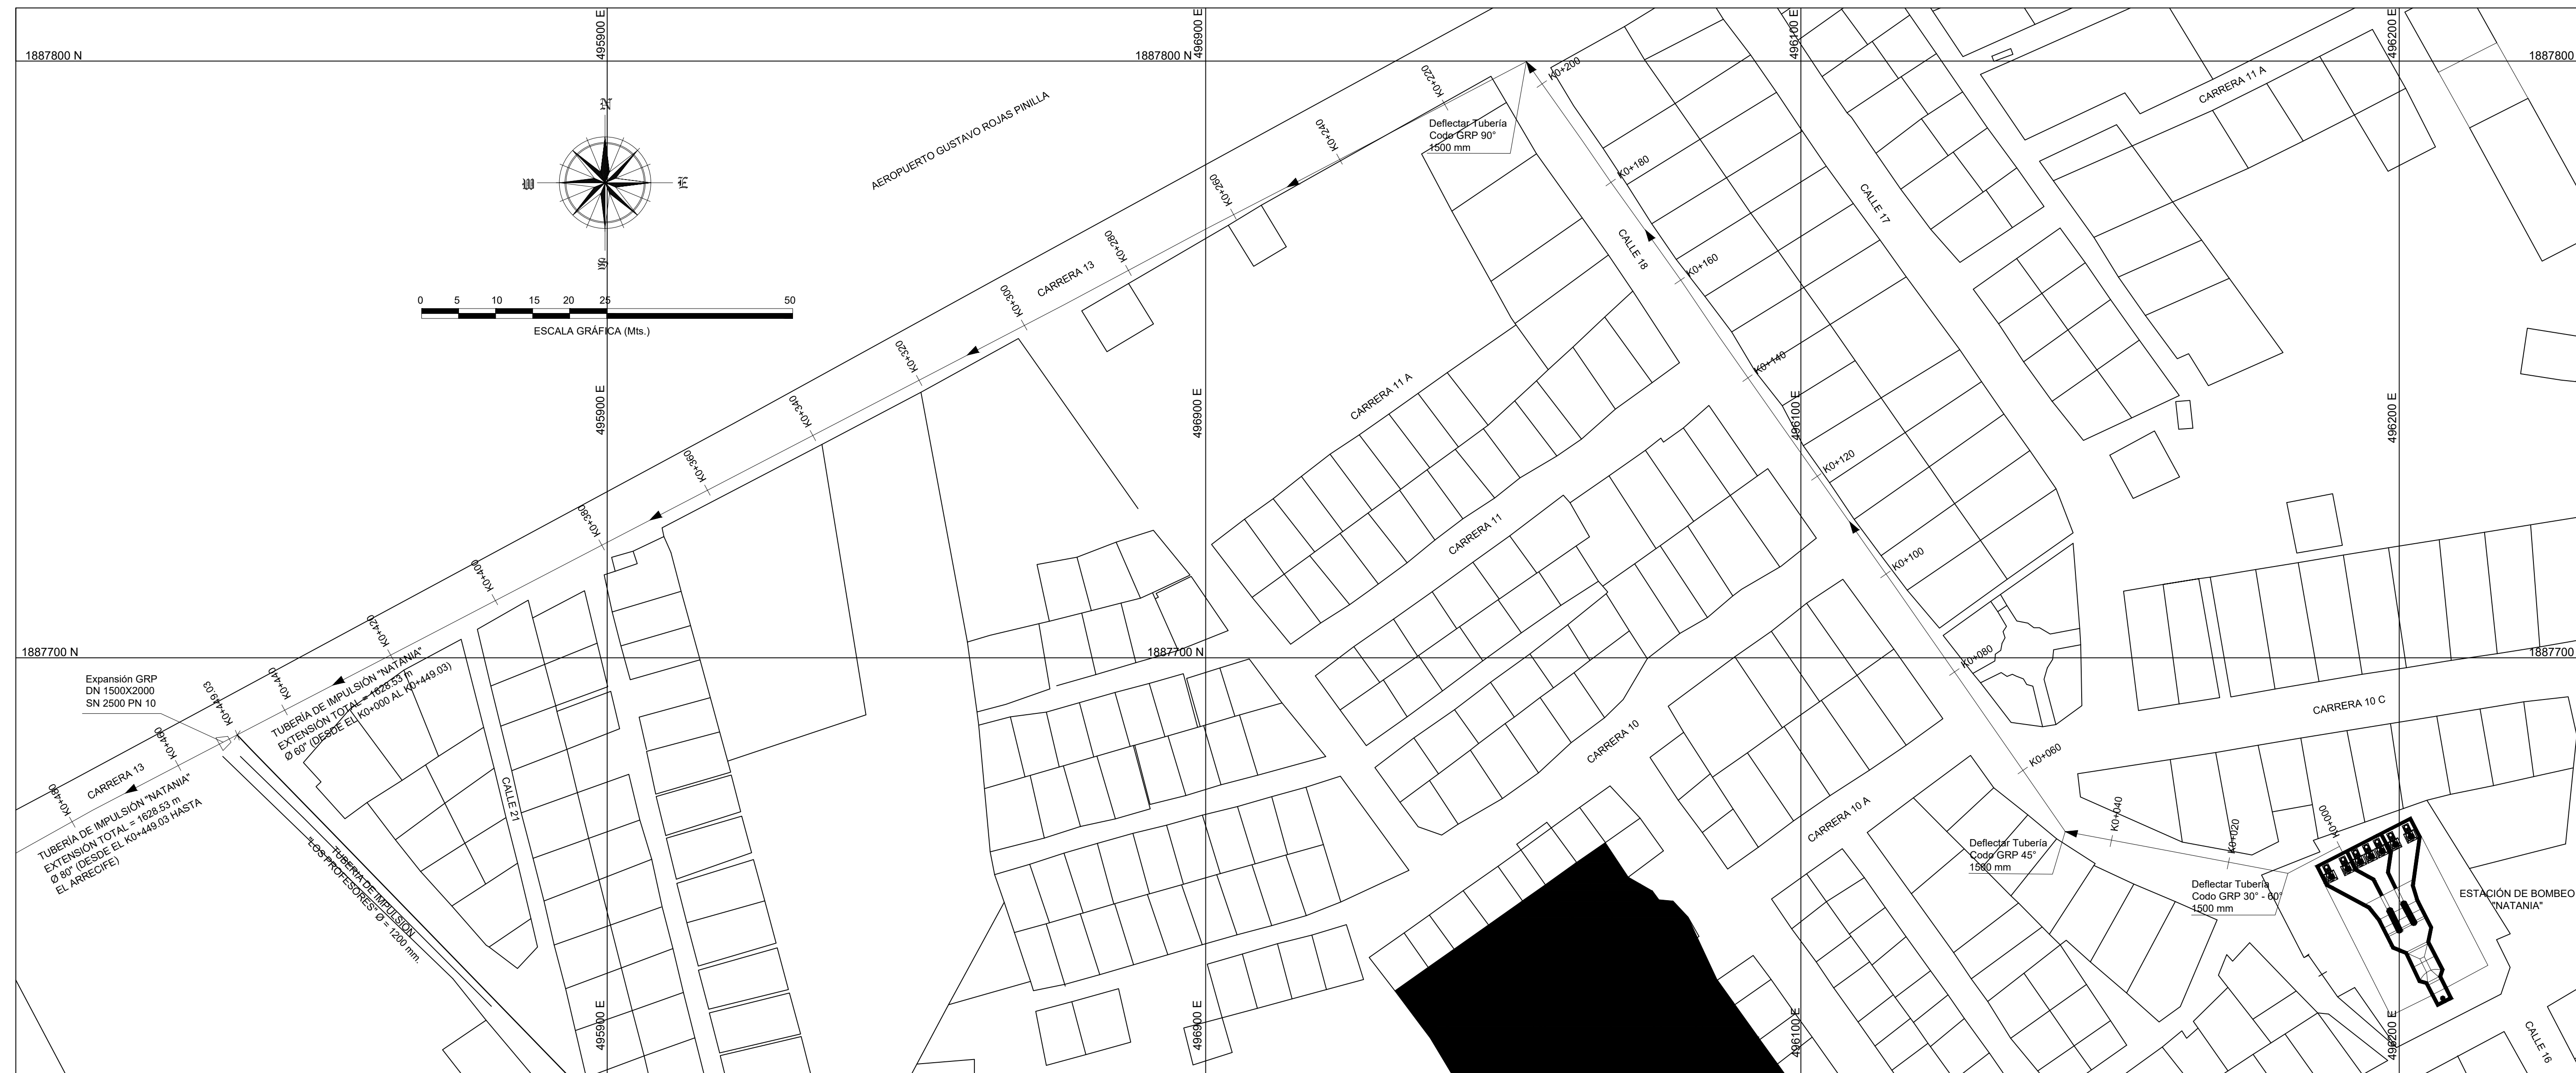 495900 E
496900 E
496100 E
496200 E
1887800 N
1887800 N
1887800
N
W
E
S
0 5 10 15 20 25 50
ESCALA GRÁFICA (Mts.)
AEROPUERTO GUSTAVO ROJAS PINILLA
CARRERA 11 A
CALLE 17
CALLE 18
CARRERA 13
Deflectar Tubería
Codo GRP 90°
1500 mm
K0+200
K0+220
K0+240
K0+260
K0+280
K0+300
K0+320
K0+340
K0+360
K0+380
K0+400
K0+420
K0+440
K0+449.03
K0+460
K0+480
K0+180
K0+160
K0+140
K0+120
K0+100
K0+080
K0+060
K0+040
K0+020
K0+000
495900 E
496900 E
496100 E
496200 E
CARRERA 11 A
CARRERA 11
CARRERA 10
CARRERA 10 A
CARRERA 10 C
1887700 N
1887700 N
1887700
Expansión GRP
DN 1500X2000
SN 2500 PN 10
TUBERÍA DE IMPULSIÓN "NATANIA"
EXTENSIÓN TOTAL = 1628.53 m
Ø 60" (DESDE EL K0+000 AL K0+449.03)
CARRERA 13
TUBERÍA DE IMPULSIÓN "NATANIA"
EXTENSIÓN TOTAL = 1628.53 m
Ø 80" (DESDE EL K0+449.03 HASTA
EL ARRECIFE)
TUBERIA DE IMPULSIÓN
"LOS PROFESORES" Ø = 1200 mm.
CALLE 21
Deflectar Tubería
Codo GRP 45°
1500 mm
Deflectar Tubería
Codo GRP 30° - 60°
1500 mm
ESTACIÓN DE BOMBEO
"NATANIA"
CALLE 16
495900 E
496900 E
496100 E
496200 E